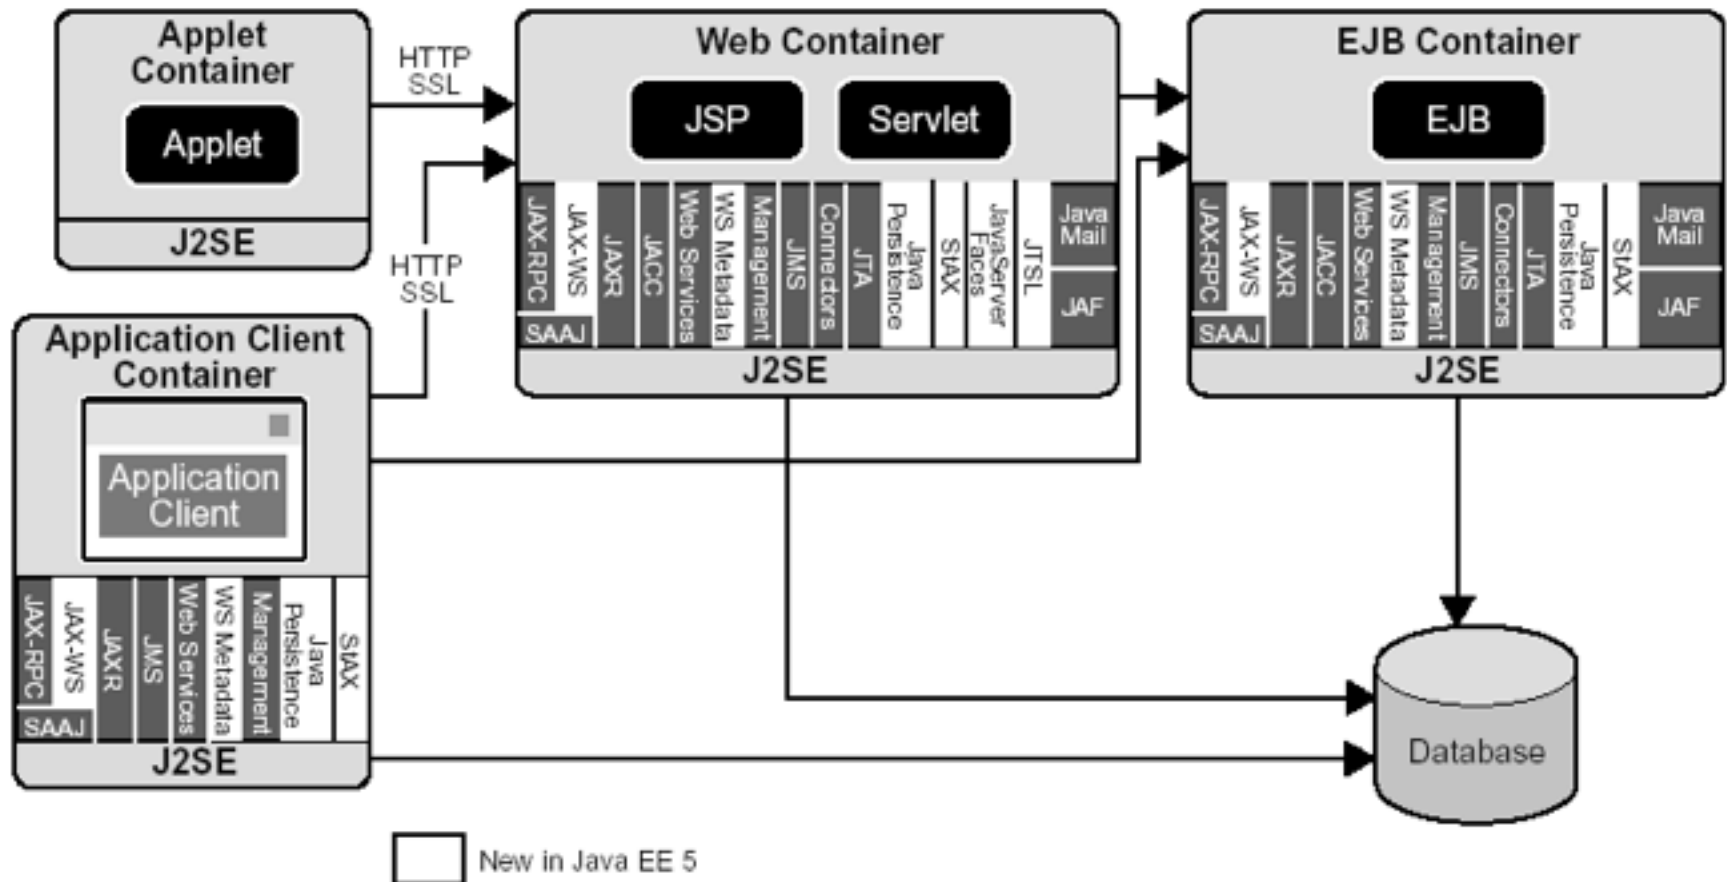 Applet
Container
Applet
J2SE
HTTP
SSL
HTTP
SSL
Application Client
Container
Application
Client
JAX-RPC
SAAJ
JAX-WS
JAXR
JMS
Web Services
WS Metadata
Management
Java
Persistence
StAX
J2SE
Web Container
JSP
Servlet
JAX-RPC
SAAJ
JAX-WS
JAXR
JACC
Web Services
WS Metadata
Management
JMS
Connectors
JTA
Java
Persistence
StAX
JavaServer
Faces
JTSL
Java
Mail
JAF
J2SE
EJB Container
EJB
JAX-RPC
SAAJ
JAX-WS
JAXR
JACC
Web Services
WS Metadata
Management
JMS
Connectors
JTA
Java
Persistence
StAX
Java
Mail
JAF
J2SE
Database
New in Java EE 5